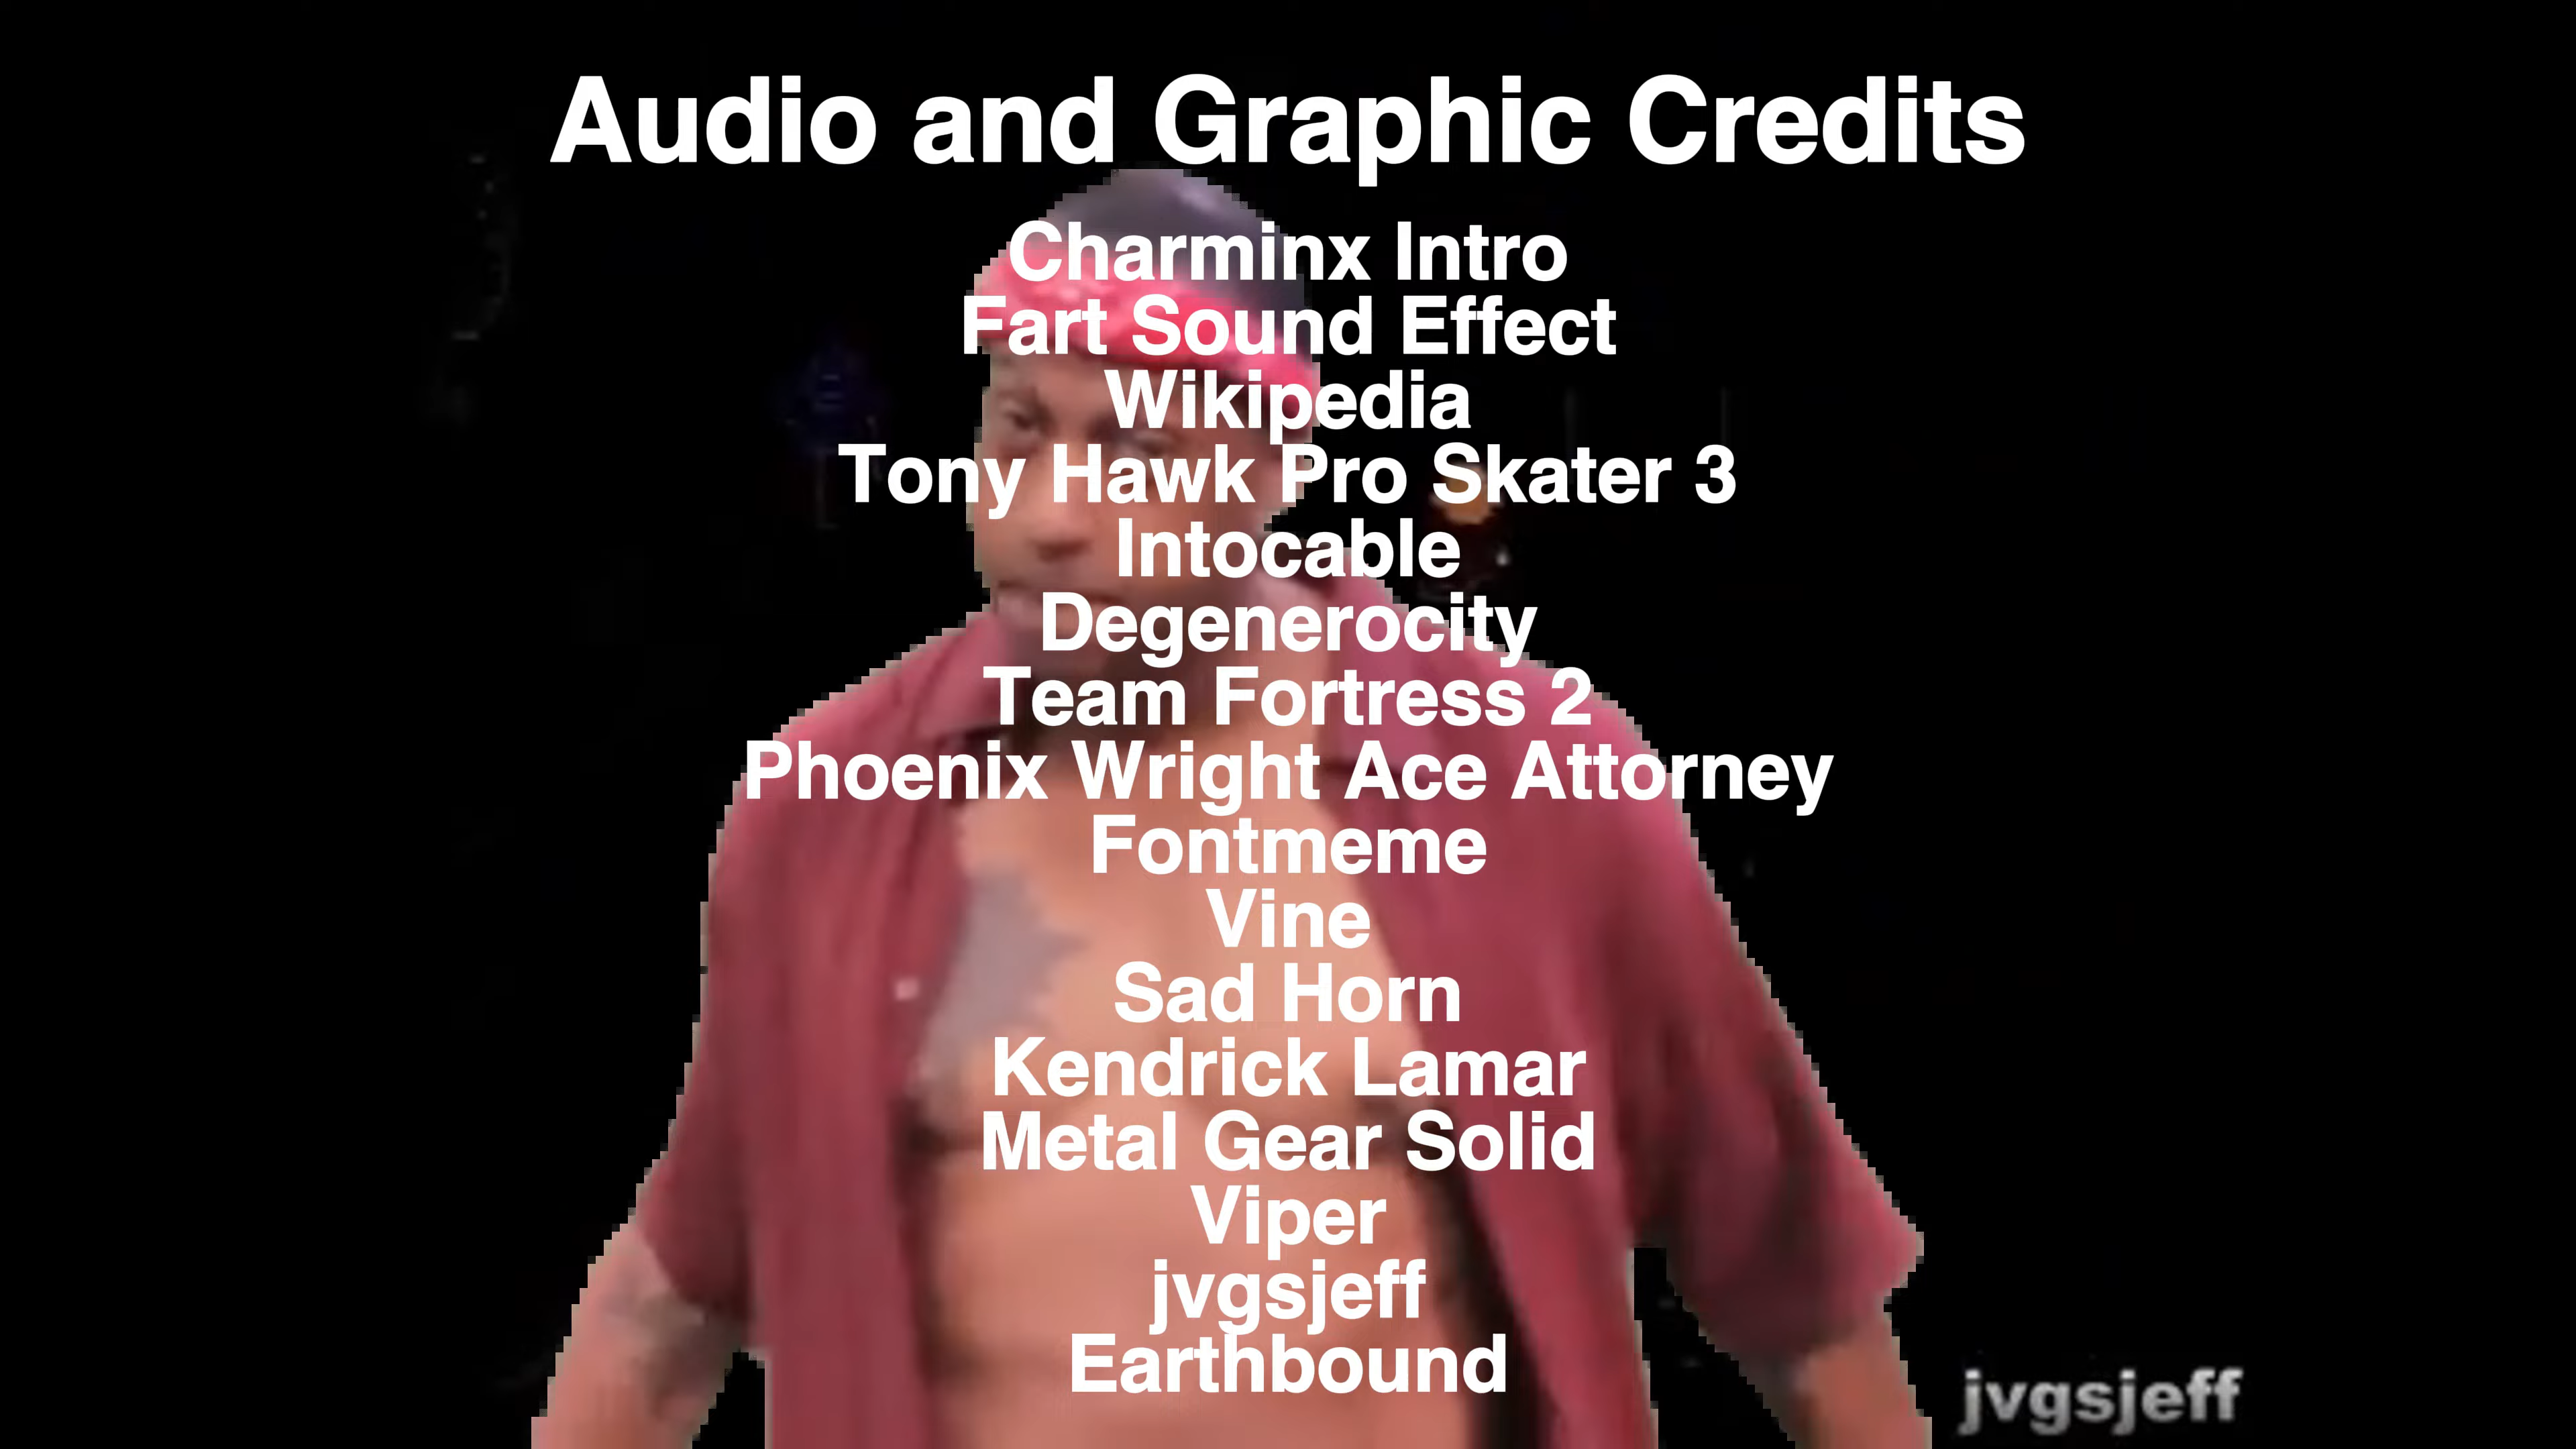 Audio and Graphic Credits
Charminx Intro
Fart Sound Effect
Wikipedia
Tony Hawk Pro Skater 3
Intocable
Degenerocity
Team Fortress 2
Phoenix Wright Ace Attorney
Fontmeme
Vine
Sad Horn
Kendrick Lamar
Metal Gear Solid
Viper
jvgsjeff
Earthbound
jvgsjeff